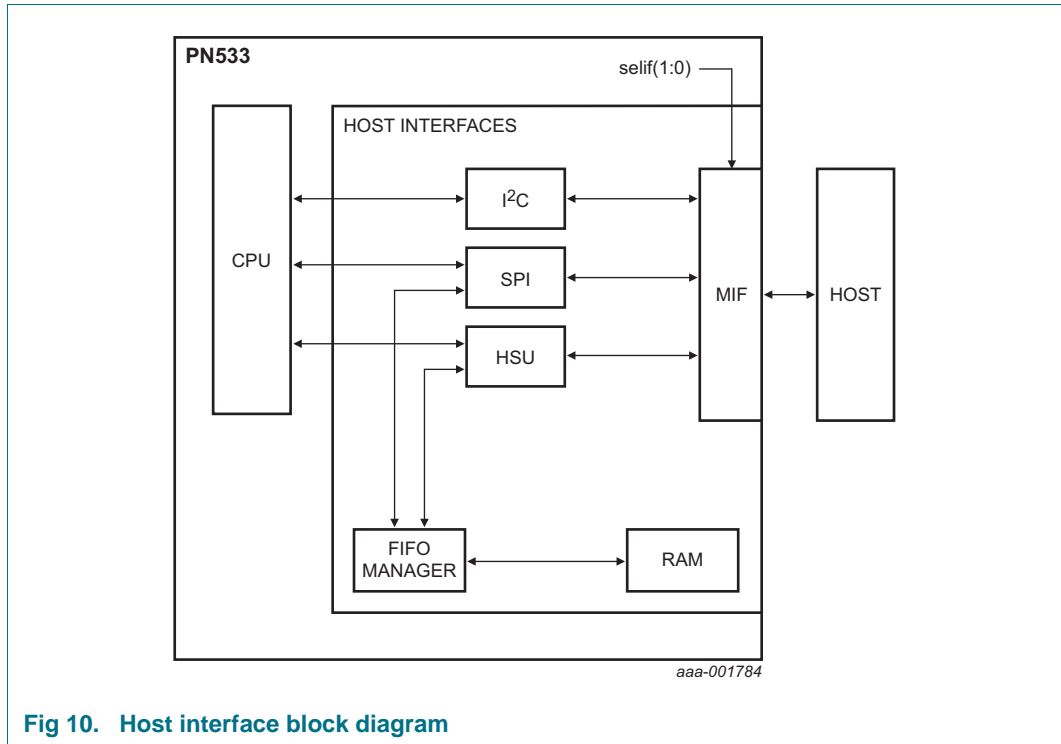 PN533
selif(1:0)
HOST INTERFACES
I²C
CPU
SPI
MIF
HOST
HSU
FIFO
MANAGER
RAM
aaa-001784
Fig 10. Host interface block diagram